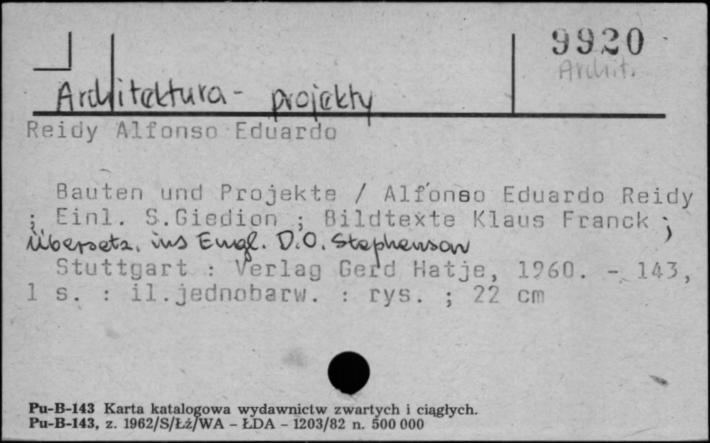 9920
Archit.
Architektura - projekty
Reidy Alfonso Eduardo
Bauten und Projekte / Alfonso Eduardo Reidy
; Einl. S.Giedion ; Bildtexte Klaus Franck ;
Übersetz. ins Engl. D.O. Stephenson
Stuttgart : Verlag Gerd Hatje, 1960. - 143,
1 s. : il.jednobarw. : rys. ; 22 cm
Pu-B-143 Karta katalogowa wydawnictw zwartych i ciągłych.
Pu-B-143, z. 1962/S/Łż/WA – ŁDA – 1203/82 n. 500 000